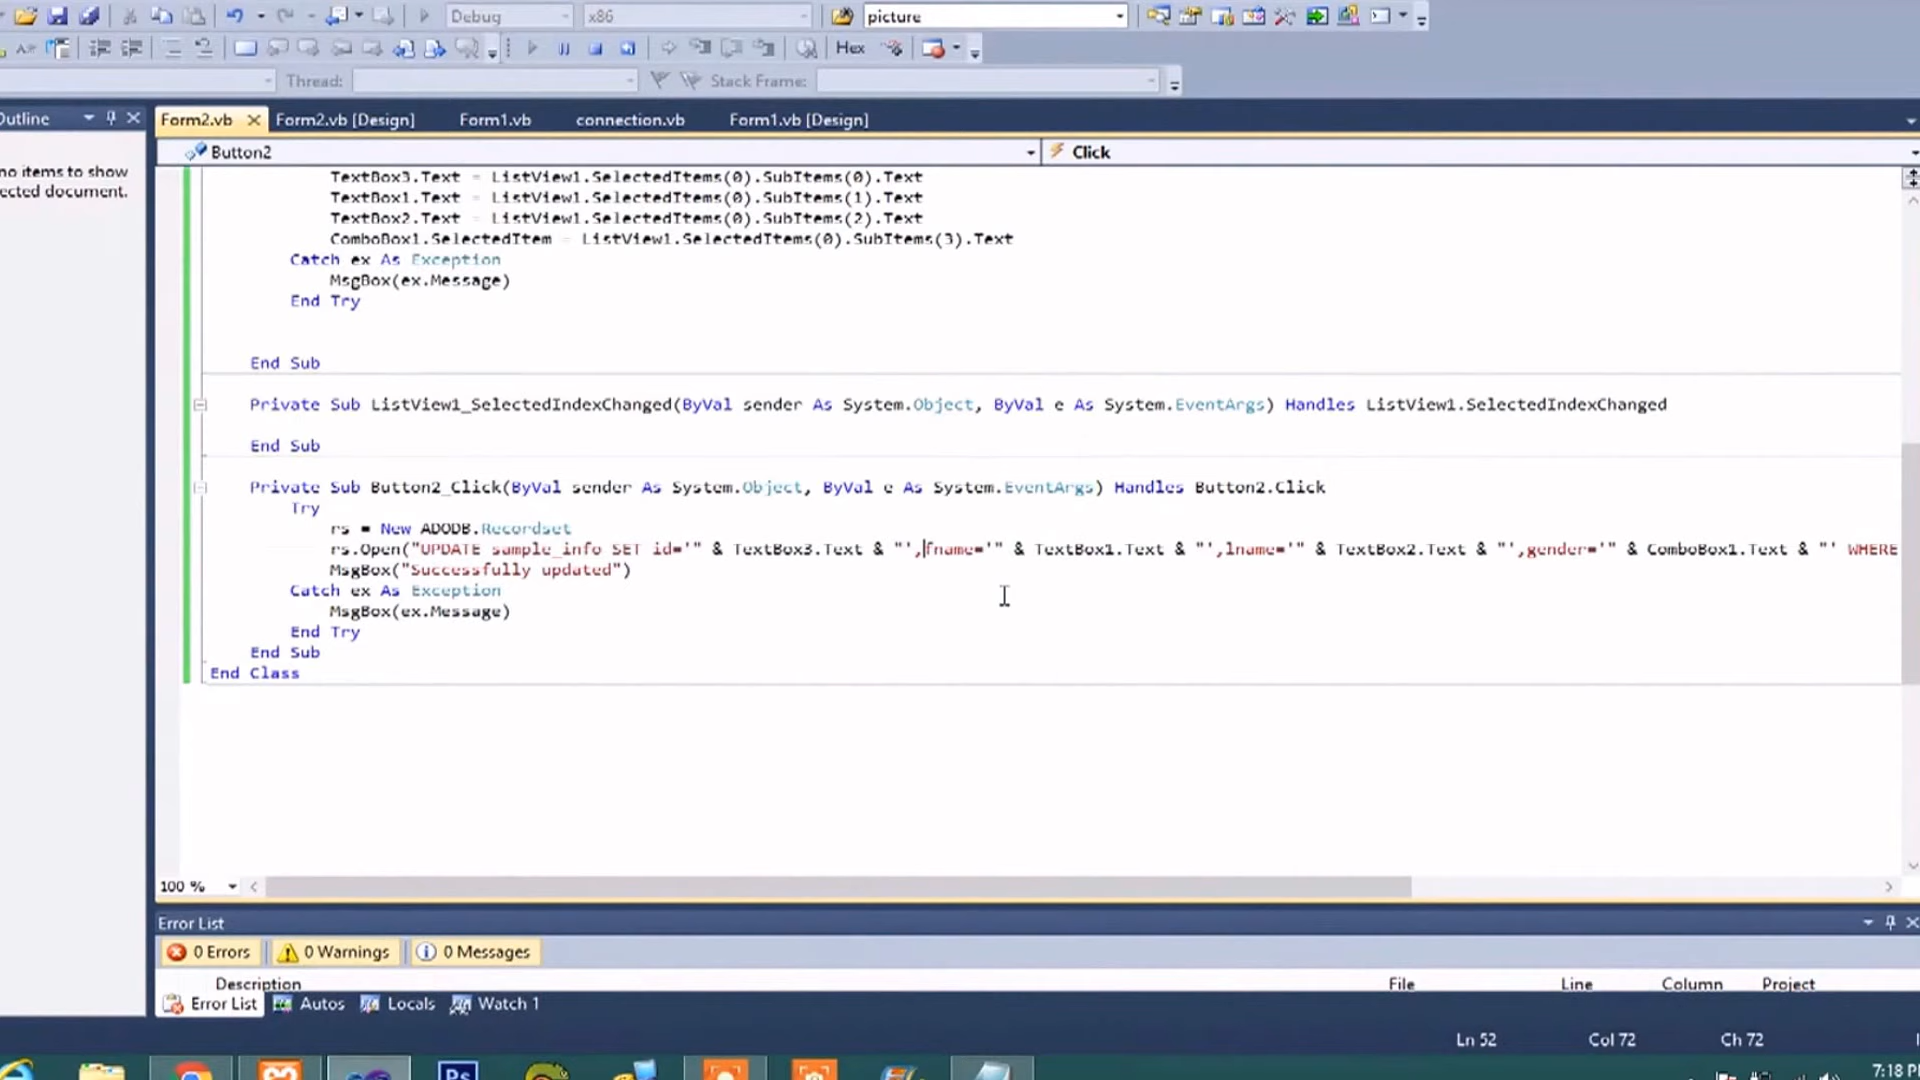 Debug
x86
picture
Hex
Thread:
Stack Frame:
Outline
Form2.vb
Form2.vb [Design]
Form1.vb
connection.vb
Form1.vb [Design]
no items to show
ected document.
Button2
Click
TextBox3.Text = ListView1.SelectedItems(0).SubItems(0).Text
TextBox1.Text = ListView1.SelectedItems(0).SubItems(1).Text
TextBox2.Text = ListView1.SelectedItems(0).SubItems(2).Text
ComboBox1.SelectedItem = ListView1.SelectedItems(0).SubItems(3).Text
Catch ex As Exception
MsgBox(ex.Message)
End Try
End Sub
Private Sub ListView1_SelectedIndexChanged(ByVal sender As System.Object, ByVal e As System.EventArgs) Handles ListView1.SelectedIndexChanged
End Sub
Private Sub Button2_Click(ByVal sender As System.Object, ByVal e As System.EventArgs) Handles Button2.Click
Try
rs = New ADODB.Recordset
rs.Open("UPDATE sample_info SET id='" & TextBox3.Text & "',fname='" & TextBox1.Text & "',lname='" & TextBox2.Text & "',gender='" & ComboBox1.Text & "' WHERE
MsgBox("Successfully updated")
Catch ex As Exception
MsgBox(ex.Message)
End Try
End Sub
End Class
100 %
Error List
0 Errors
0 Warnings
0 Messages
Description
File
Line
Column
Project
Error List
Autos
Locals
Watch 1
Ln 52
Col 72
Ch 72
Ps
7:18 P